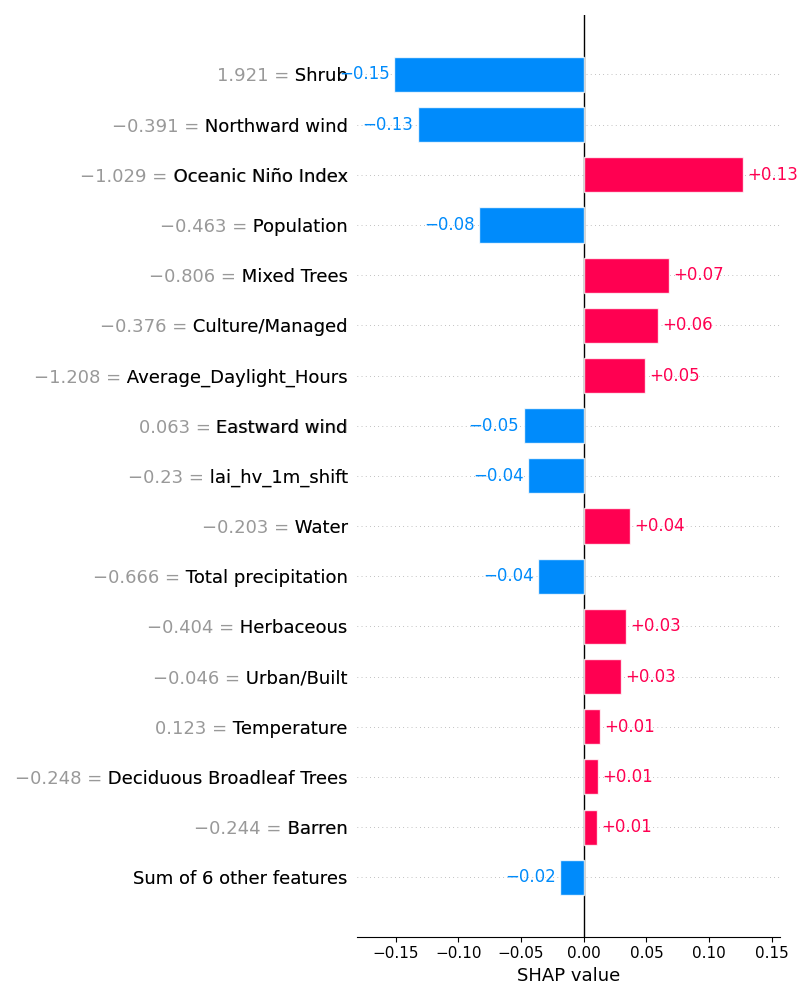 1.921 = Shrub −0.15
−0.391 = Northward wind −0.13
−1.029 = Oceanic Niño Index +0.13
−0.463 = Population −0.08
−0.806 = Mixed Trees +0.07
−0.376 = Culture/Managed +0.06
−1.208 = Average_Daylight_Hours +0.05
0.063 = Eastward wind −0.05
−0.23 = lai_hv_1m_shift −0.04
−0.203 = Water +0.04
−0.666 = Total precipitation −0.04
−0.404 = Herbaceous +0.03
−0.046 = Urban/Built +0.03
0.123 = Temperature +0.01
−0.248 = Deciduous Broadleaf Trees +0.01
−0.244 = Barren +0.01
Sum of 6 other features −0.02
−0.15 −0.10 −0.05 0.00 0.05 0.10 0.15
SHAP value